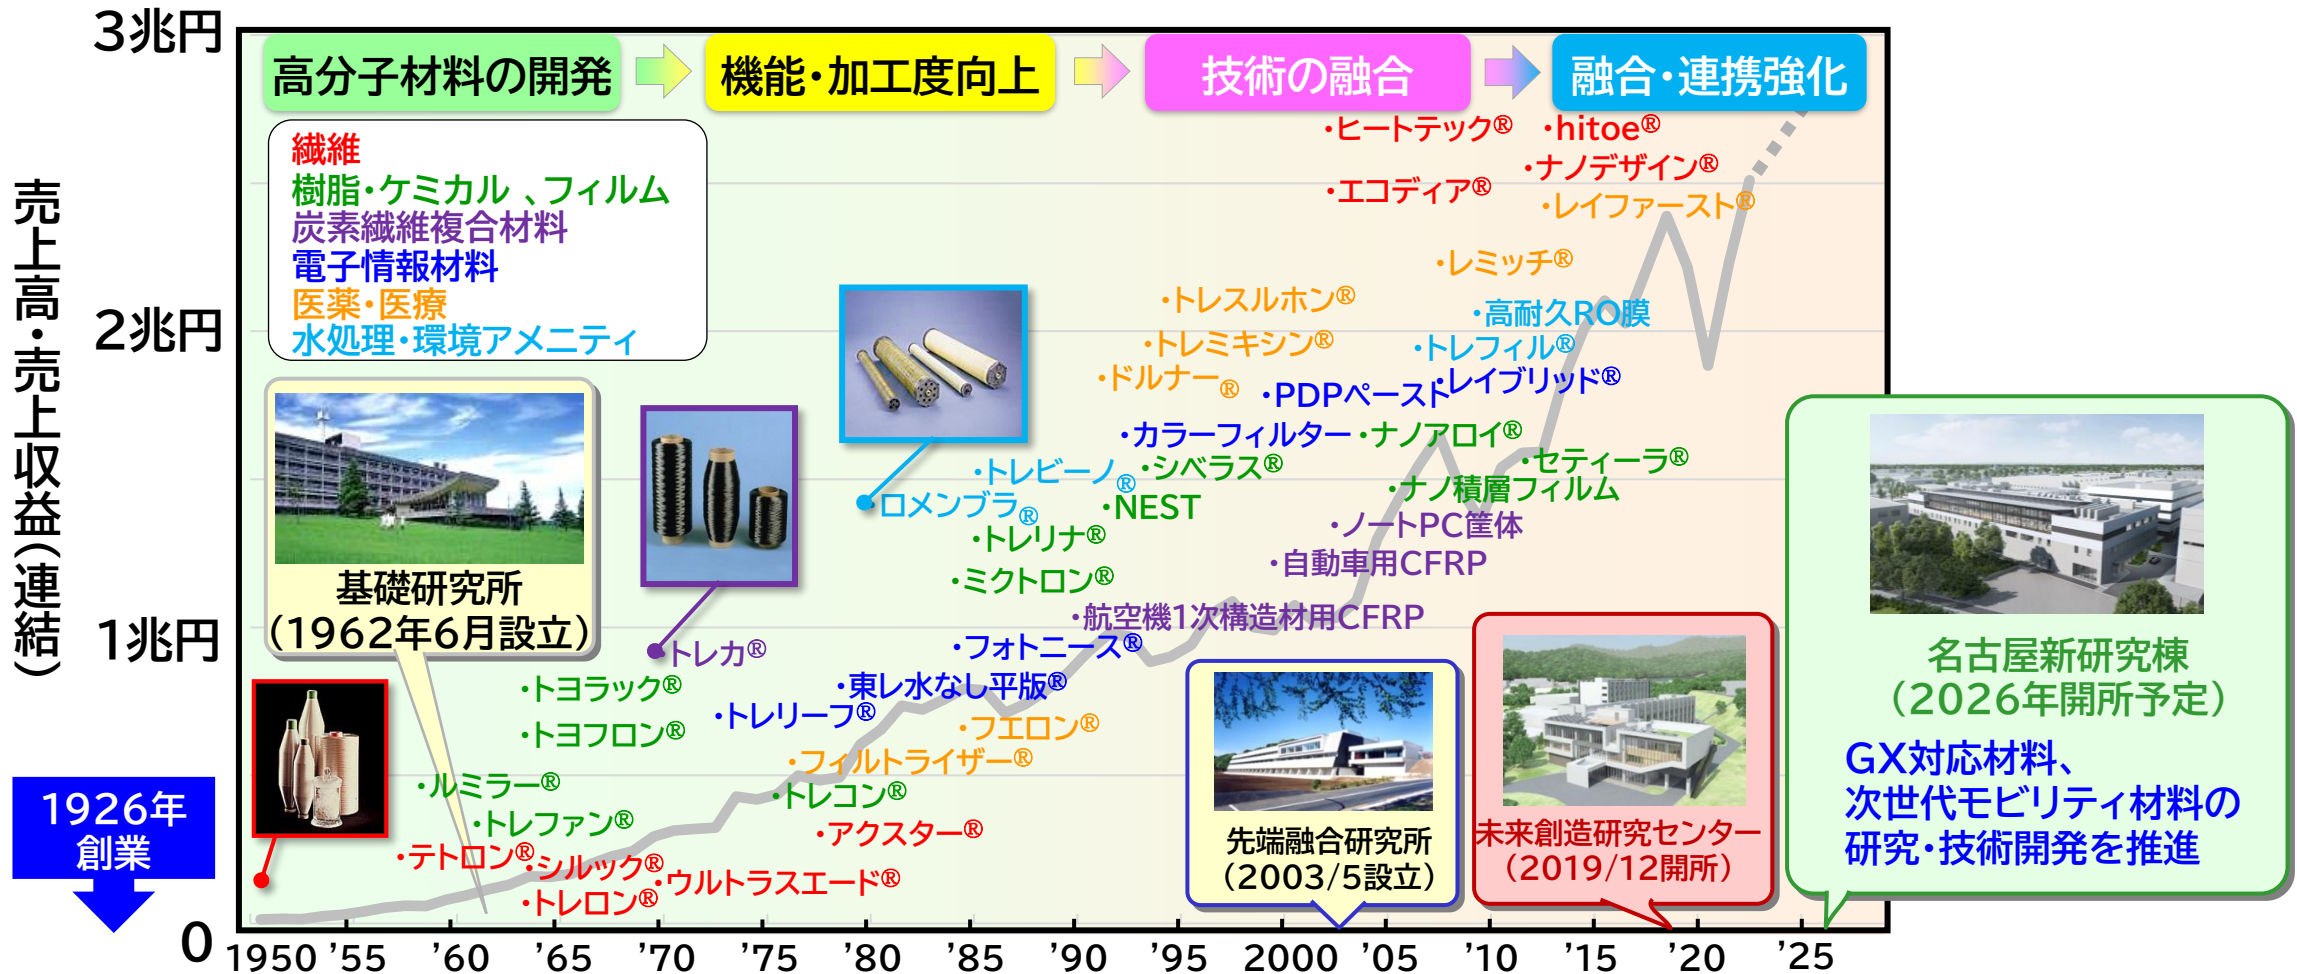 3兆円
2兆円
1兆円
0
売上高・売上収益(連結)
1926年
創業
高分子材料の開発
機能・加工度向上
技術の融合
融合・連携強化
繊維
樹脂・ケミカル 、フィルム
炭素繊維複合材料
電子情報材料
医薬・医療
水処理・環境アメニティ
基礎研究所
(1962年6月設立)
・ヒートテック®
・hitoe®
・ナノデザイン®
・エコディア®
・レイファースト®
・レミッチ®
・トレスルホン®
・高耐久RO膜
・トレミキシン®
・トレフィル®
・ドルナー®
・PDPペースト
・レイブリッド®
・カラーフィルター
・ナノアロイ®
・トレビーノ®
・シベラス®
・セティーラ®
・ロメンブラ®
・NEST
・ナノ積層フィルム
・トレリナ®
・ノートPC筐体
・ミクトロン®
・自動車用CFRP
・航空機1次構造材用CFRP
・トレカ®
・フォトニース®
・トヨラック®
・東レ水なし平版®
・トヨフロン®
・トレリーフ®
・フエロン®
・フィルトライザー®
・ルミラー®
・トレコン®
・トレファン®
・アクスター®
・テトロン®
・シルック®
・ウルトラスエード®
・トレロン®
先端融合研究所
(2003/5設立)
未来創造研究センター
(2019/12開所)
名古屋新研究棟
(2026年開所予定)
GX対応材料、
次世代モビリティ材料の
研究・技術開発を推進
1950 '55 '60 '65 '70 '75 '80 '85 '90 '95 2000 '05 '10 '15 '20 '25